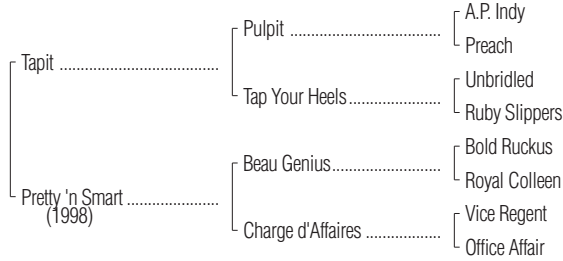 A.P. Indy
Pulpit ..............................
Preach
Tapit ................................
Unbridled
Tap Your Heels...................
Ruby Slippers
Bold Ruckus
Beau Genius......................
Royal Colleen
Pretty 'n Smart ..................
(1998)
Vice Regent
Charge d'Affaires ...............
Office Affair